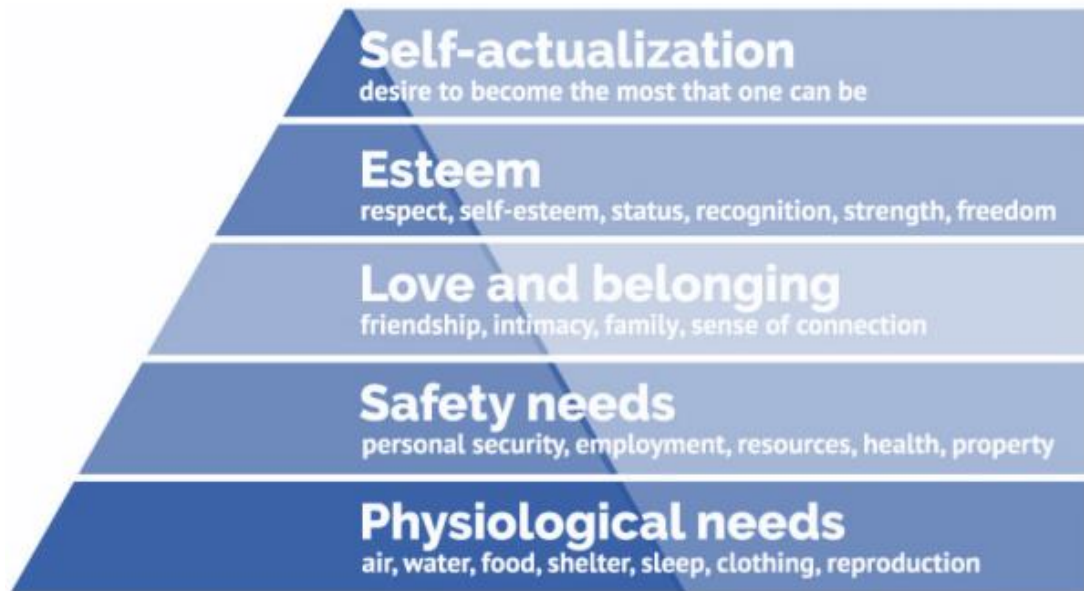 Self-actualization
desire to become the most that one can be
Esteem
respect, self-esteem, status, recognition, strength, freedom
Love and belonging
friendship, intimacy, family, sense of connection
Safety needs
personal security, employment, resources, health, property
Physiological needs
air, water, food, shelter, sleep, clothing, reproduction